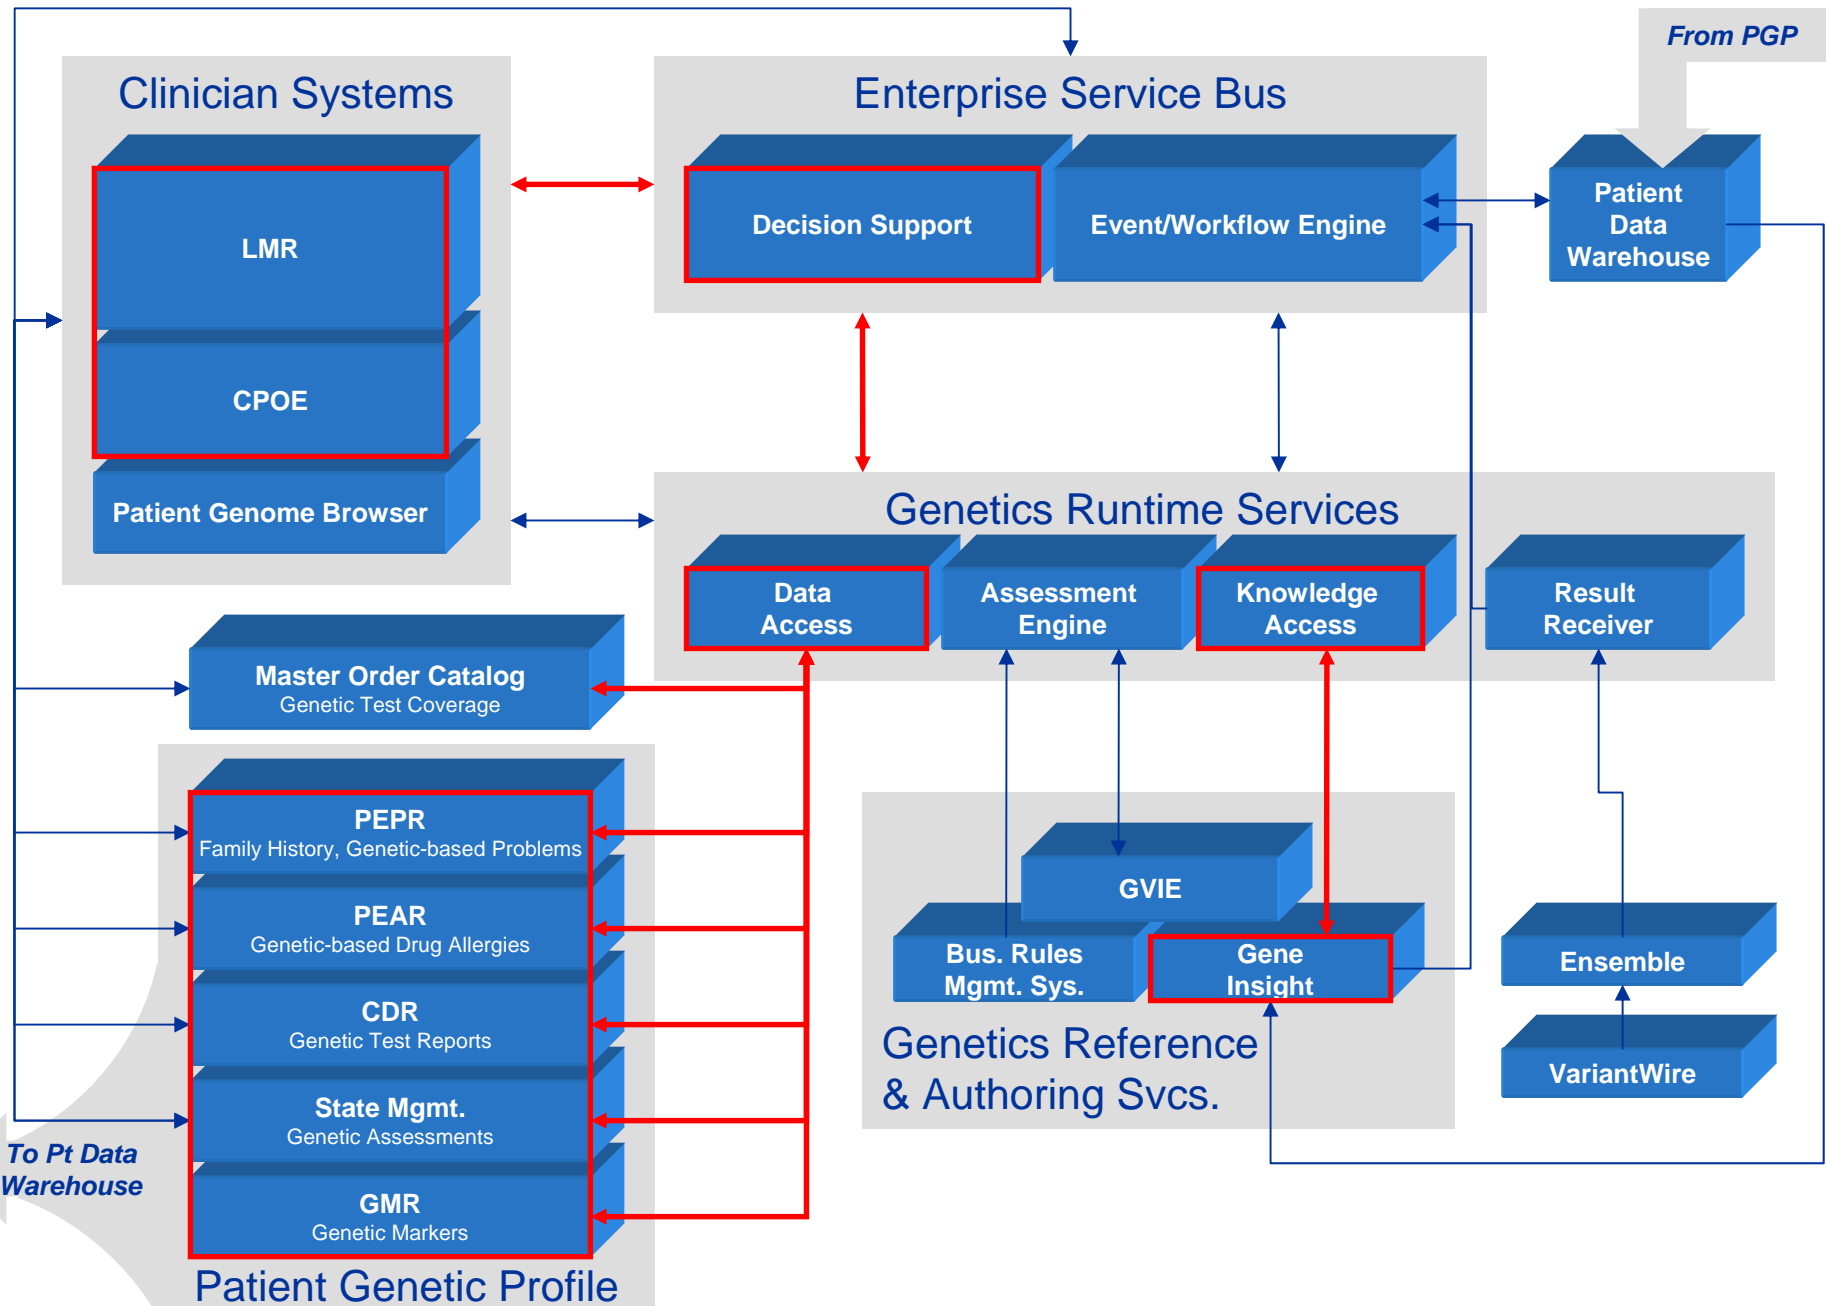 From PGP
Clinician Systems
Enterprise Service Bus
LMR
CPOE
Patient Genome Browser
Decision Support
Event/Workflow Engine
Patient
Data
Warehouse
Genetics Runtime Services
Data
Access
Assessment
Engine
Knowledge
Access
Result
Receiver
Master Order Catalog
Genetic Test Coverage
PEPR
Family History, Genetic-based Problems
PEAR
Genetic-based Drug Allergies
CDR
Genetic Test Reports
State Mgmt.
Genetic Assessments
GMR
Genetic Markers
Patient Genetic Profile
To Pt Data
Warehouse
GVIE
Bus. Rules
Mgmt. Sys.
Gene
Insight
Genetics Reference
& Authoring Svcs.
Ensemble
VariantWire